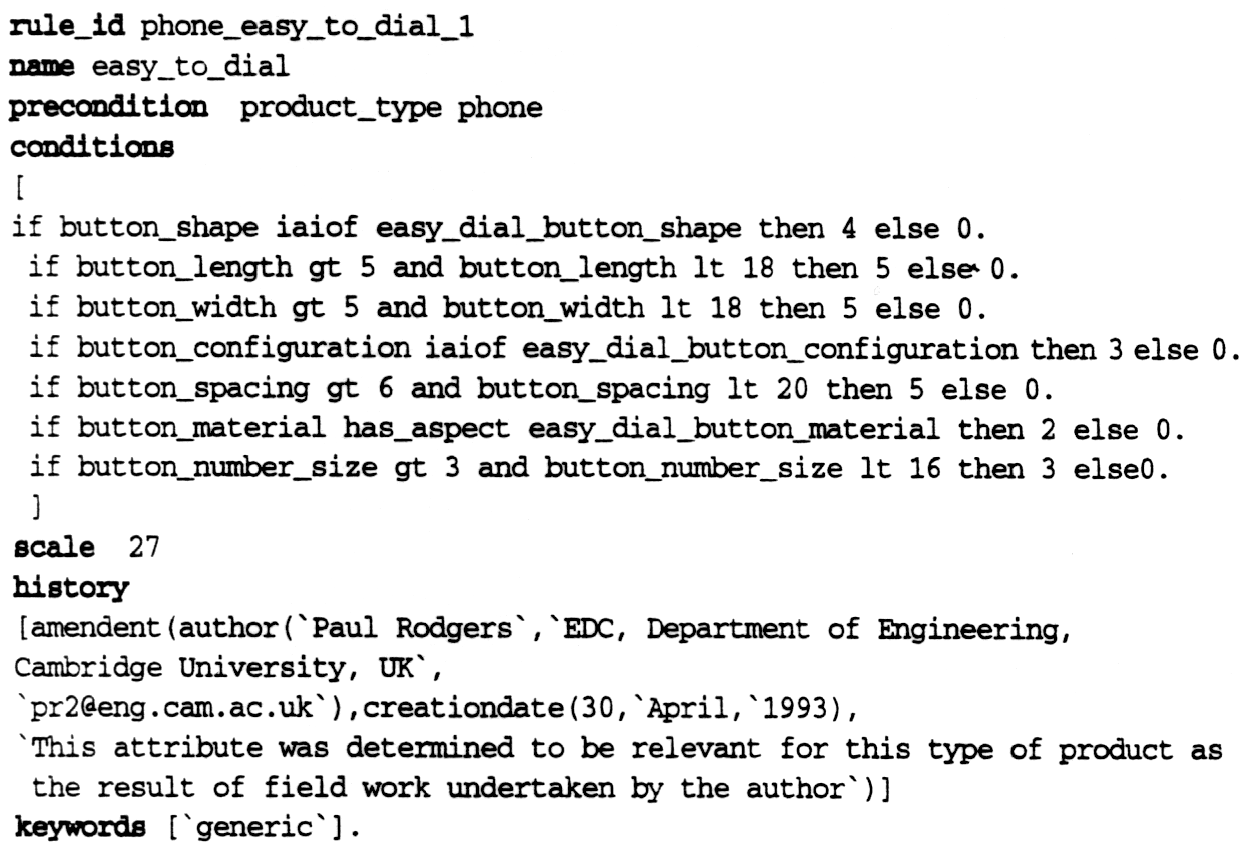 rule_id phone_easy_to_dial_1
name easy_to_dial
precondition product_type phone
conditions
[
if button_shape iaiof easy_dial_button_shape then 4 else 0.
if button_length gt 5 and button_length lt 18 then 5 else 0.
if button_width gt 5 and button_width lt 18 then 5 else 0.
if button_configuration iaiof easy_dial_button_configuration then 3 else 0.
if button_spacing gt 6 and button_spacing lt 20 then 5 else 0.
if button_material has_aspect easy_dial_button_material then 2 else 0.
if button_number_size gt 3 and button_number_size lt 16 then 3 else0.
]
scale 27
history
[amendent(author(`Paul Rodgers`,`EDC, Department of Engineering,
Cambridge University, UK`,
`pr2@eng.cam.ac.uk`),creationdate(30,`April,`1993),
`This attribute was determined to be relevant for this type of product as
the result of field work undertaken by the author`)]
keywords [`generic`].